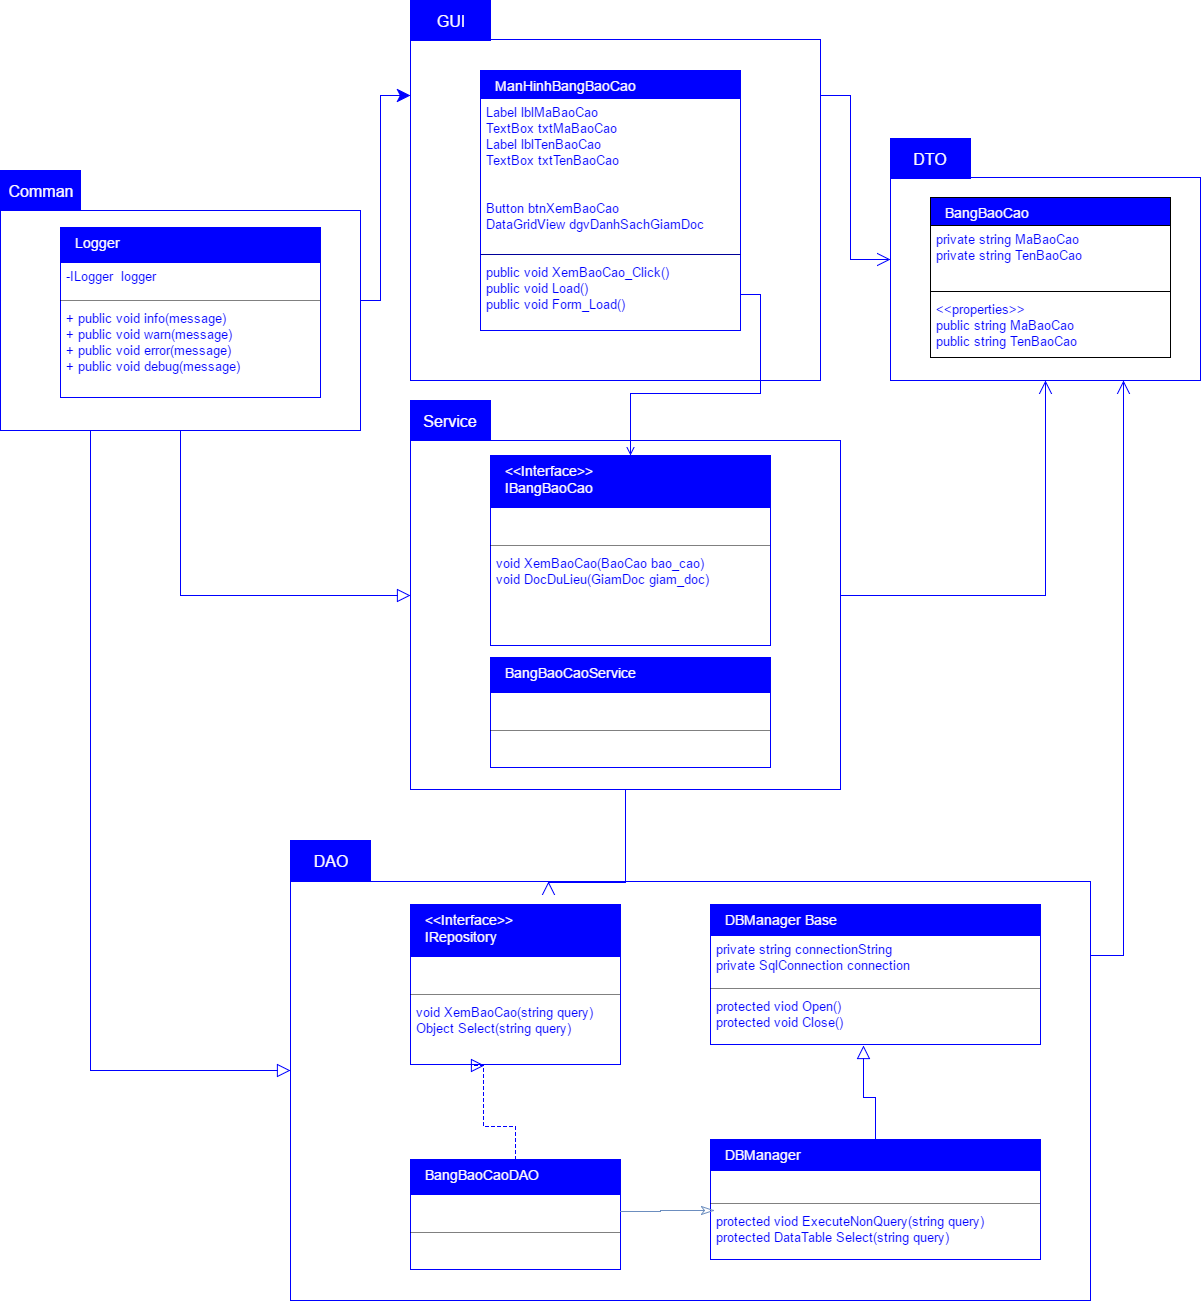 GUI
ManHinhBangBaoCao
Label lblMaBaoCao
TextBox txtMaBaoCao
Label lblTenBaoCao
TextBox txtTenBaoCao
Button btnXemBaoCao
DataGridView dgvDanhSachGiamDoc
public void XemBaoCao_Click()
public void Load()
public void Form_Load()
DTO
BangBaoCao
private string MaBaoCao
private string TenBaoCao
<<properties>>
public string MaBaoCao
public string TenBaoCao
Comman
Logger
-ILogger logger
+ public void info(message)
+ public void warn(message)
+ public void error(message)
+ public void debug(message)
Service
<<Interface>>
IBangBaoCao
void XemBaoCao(BaoCao bao_cao)
void DocDuLieu(GiamDoc giam_doc)
BangBaoCaoService
DAO
<<Interface>>
IRepository
void XemBaoCao(string query)
Object Select(string query)
DBManager Base
private string connectionString
private SqlConnection connection
protected viod Open()
protected void Close()
BangBaoCaoDAO
DBManager
protected viod ExecuteNonQuery(string query)
protected DataTable Select(string query)